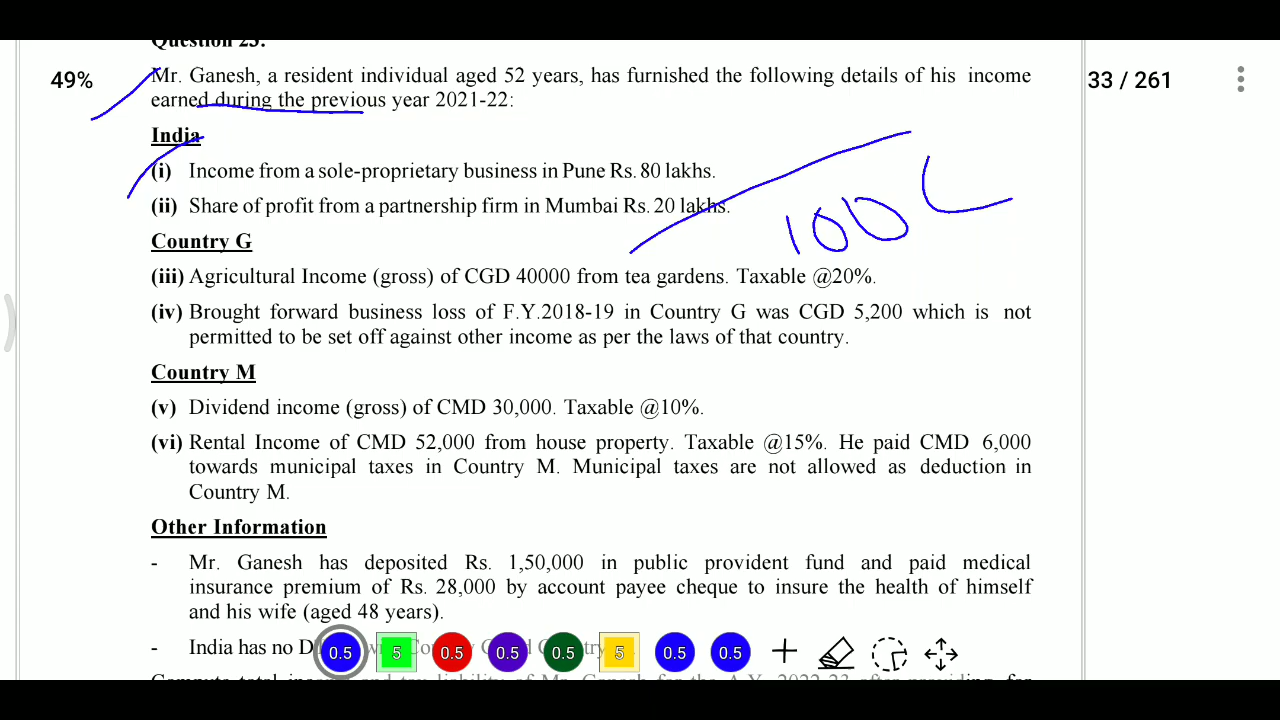 Question 23:
49%
33 / 261
Mr. Ganesh, a resident individual aged 52 years, has furnished the following details of his income
earned during the previous year 2021-22:
India
(i) Income from a sole-proprietary business in Pune Rs. 80 lakhs.
(ii) Share of profit from a partnership firm in Mumbai Rs. 20 lakhs.
100L
Country G
(iii) Agricultural Income (gross) of CGD 40000 from tea gardens. Taxable @20%.
(iv) Brought forward business loss of F.Y.2018-19 in Country G was CGD 5,200 which is not
permitted to be set off against other income as per the laws of that country.
Country M
(v) Dividend income (gross) of CMD 30,000. Taxable @10%.
(vi) Rental Income of CMD 52,000 from house property. Taxable @15%. He paid CMD 6,000
towards municipal taxes in Country M. Municipal taxes are not allowed as deduction in
Country M.
Other Information
- Mr. Ganesh has deposited Rs. 1,50,000 in public provident fund and paid medical
insurance premium of Rs. 28,000 by account payee cheque to insure the health of himself
and his wife (aged 48 years).
- India has no
0.5 5 0.5 0.5 0.5 5 0.5 0.5